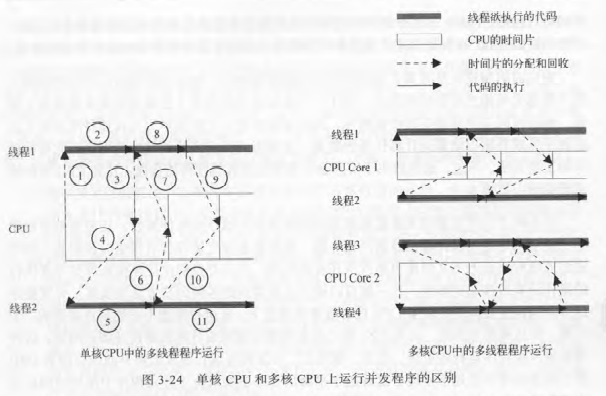 线程欲执行的代码
CPU的时间片
时间片的分配和回收
代码的执行
② ⑧
线程1
① ③ ⑦ ⑨
CPU
④
⑥ ⑩
线程2
⑤ ⑪
单核CPU中的多线程程序运行
线程1
CPU Core 1
线程2
线程3
CPU Core 2
线程4
多核CPU中的多线程程序运行
图 3-24 单核 CPU 和多核 CPU 上运行并发程序的区别